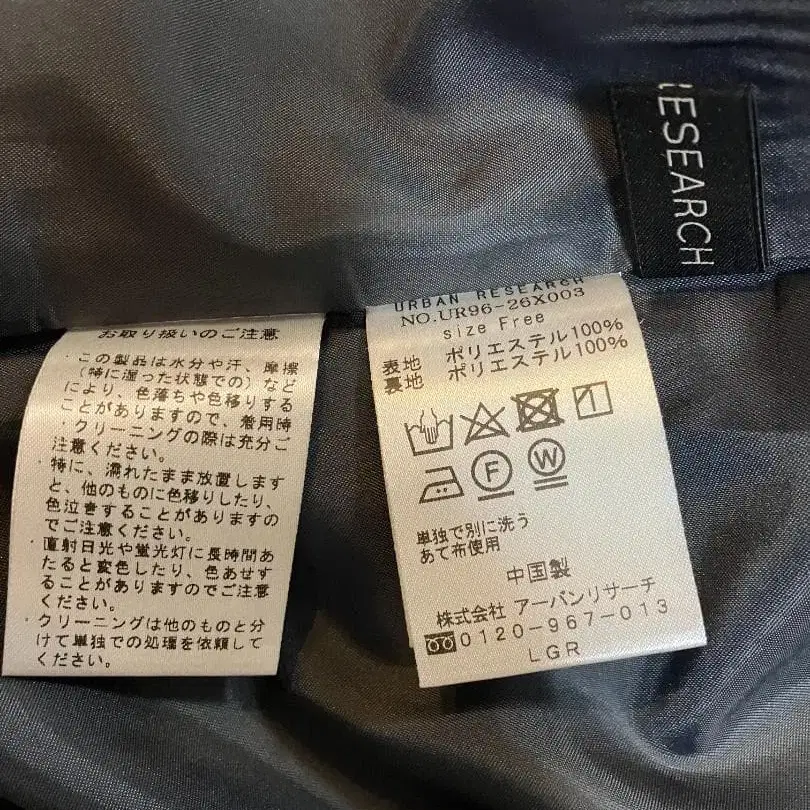 RESEARCH
お取り扱いのご注意
・この製品は水分や汗、摩擦
（特に湿った状態での）など
により、色落ちや色移りする
ことがありますので、着用時
・クリーニングの際は充分ご
注意ください。
・特に、濡れたまま放置します
と、他のものに色移りしたり、
色泣きすることがありますの
でご注意ください。
・直射日光や蛍光灯に長時間あ
たると変色したり、色あせす
ることがありますのでご注意
ください。
・クリーニングは他のものと分
けて単独での処理を依頼して
ください。
URBAN RESEARCH
NO.UR96-26X003
size Free
表地 ポリエステル100%
裏地 ポリエステル100%
F W
単独で別に洗う
あて布使用
中国製
株式会社 アーバンリサーチ
0120-967-013
LGR